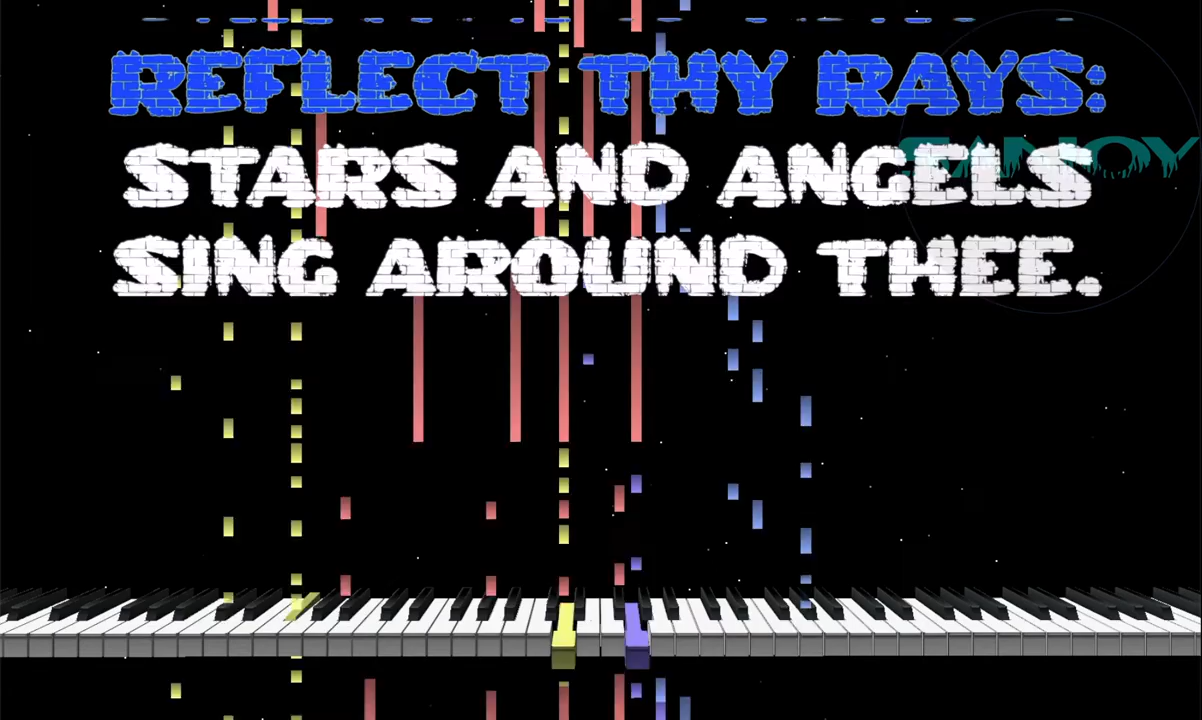 REFLECT THY RAYS:
STARS AND ANGELS
SING AROUND THEE.